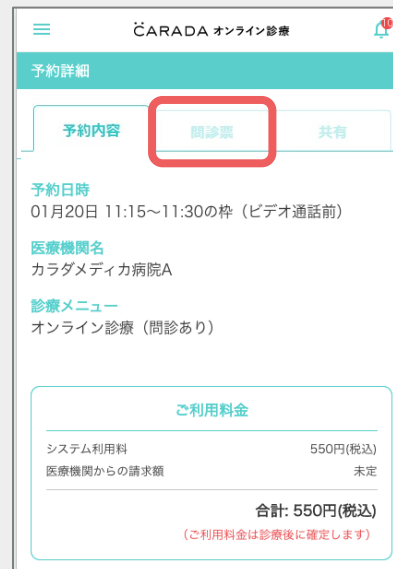 CARADA オンライン診療
10
予約詳細
予約内容 問診票 共有
予約日時
01月20日 11:15〜11:30の枠（ビデオ通話前）
医療機関名
カラダメディカ病院A
診療メニュー
オンライン診療（問診あり）
ご利用料金
システム利用料 550円(税込)
医療機関からの請求額 未定
合計: 550円(税込)
（ご利用料金は診療後に確定します）